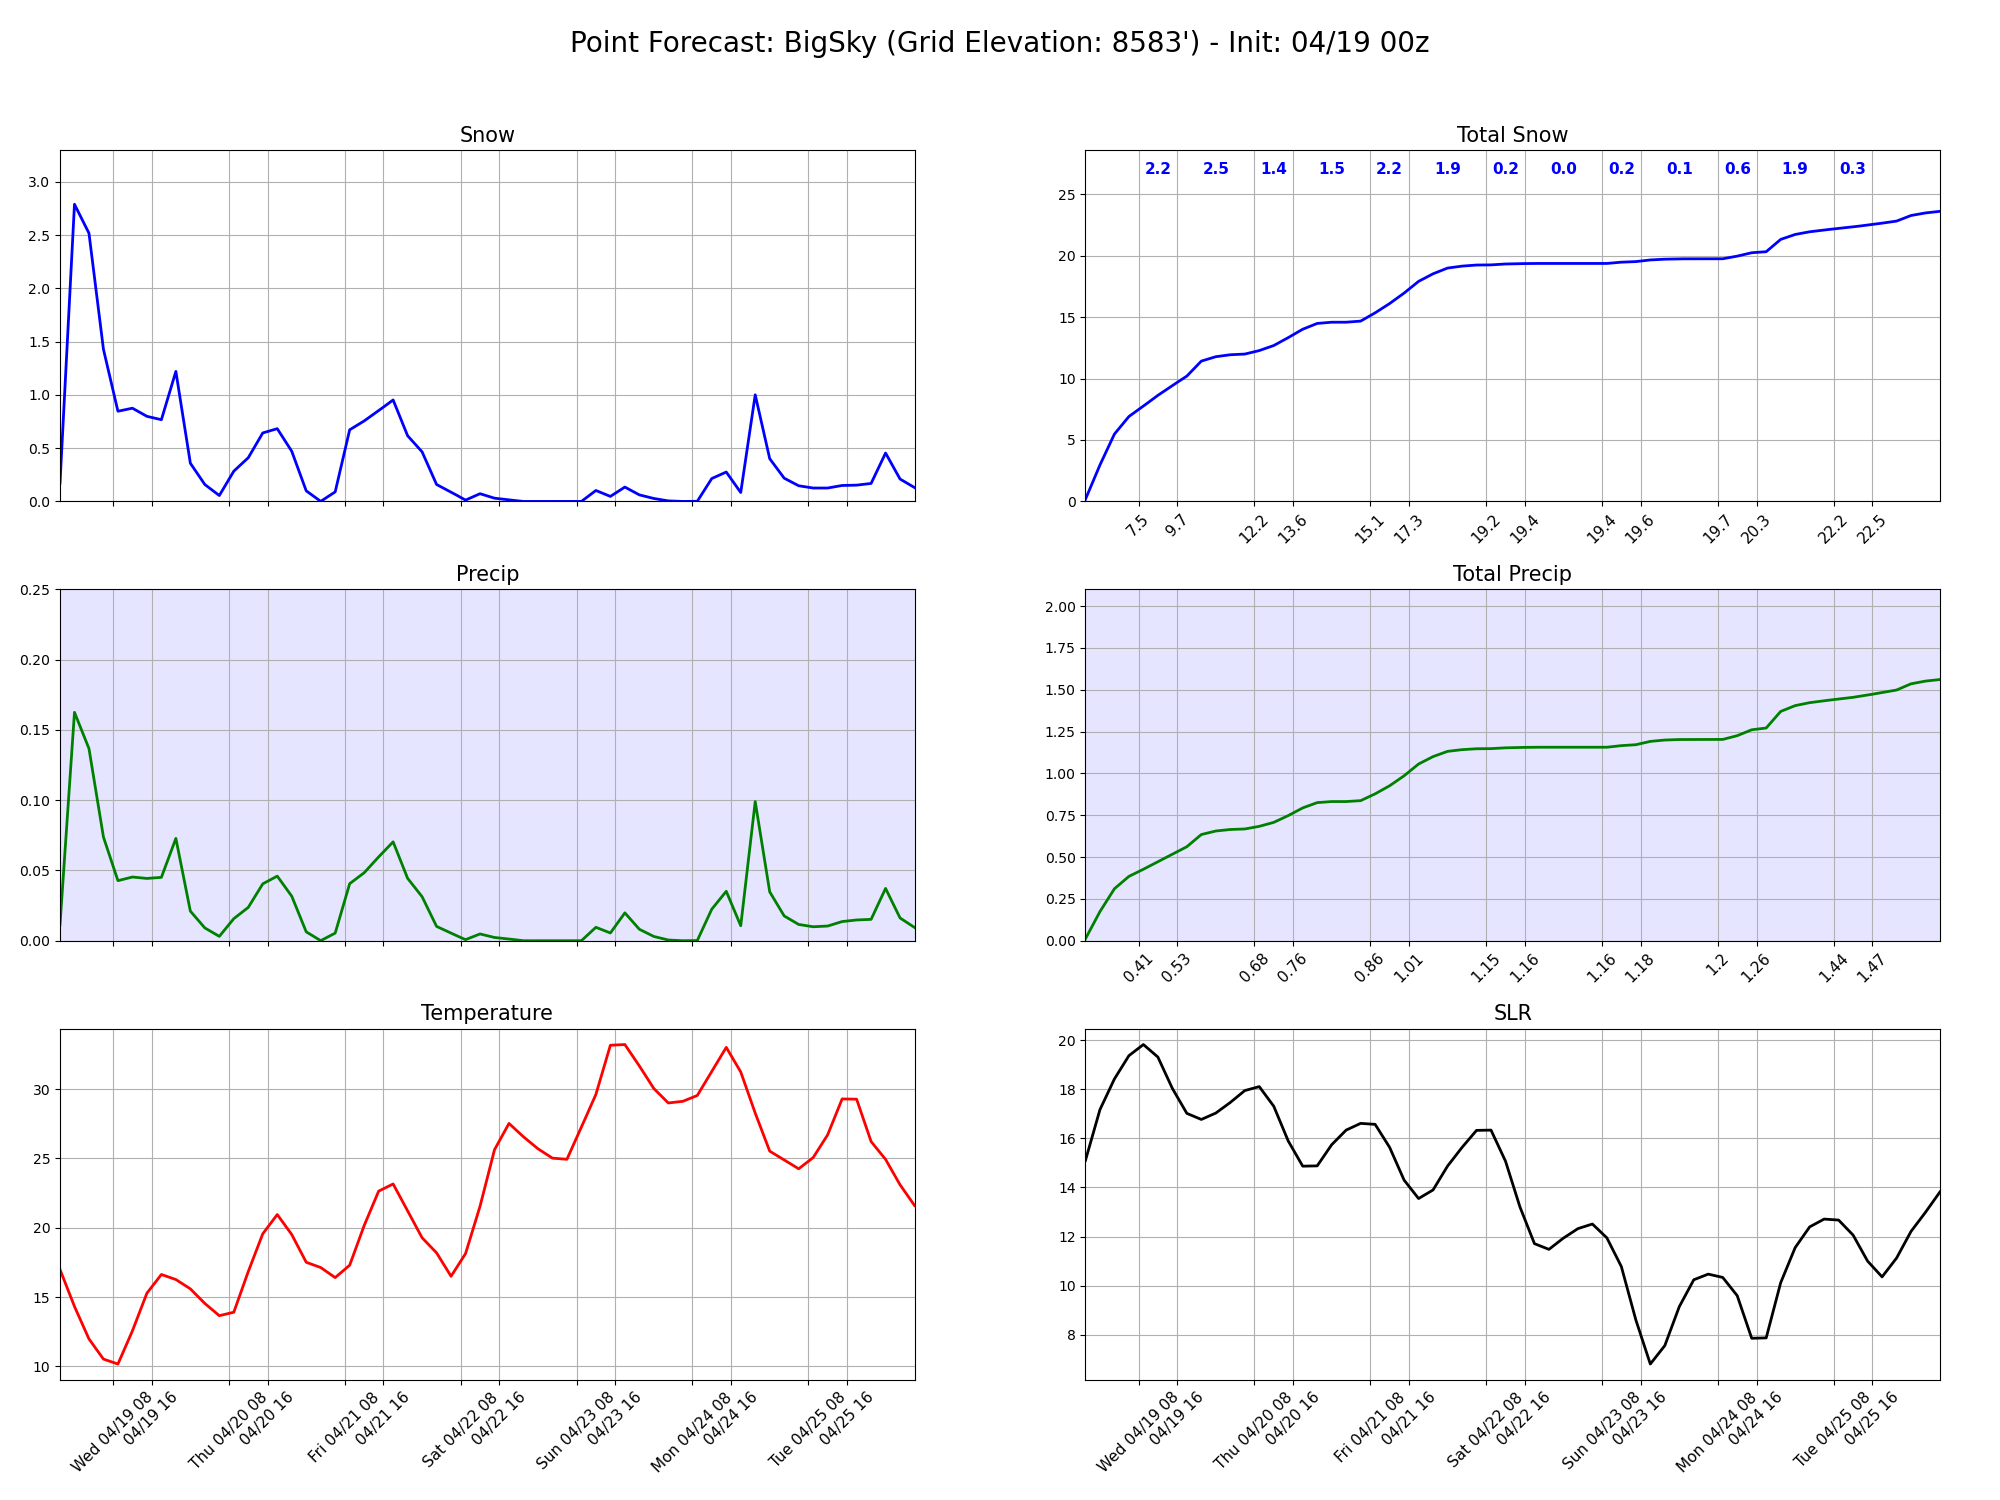 Point Forecast: BigSky (Grid Elevation: 8583') - Init: 04/19 00z
Snow
3.0
2.5
2.0
1.5
1.0
0.5
0.0
Total Snow
2.2 2.5 1.4 1.5 2.2 1.9 0.2 0.0 0.2 0.1 0.6 1.9 0.3
25
20
15
10
5
0
7.5 9.7 12.2 13.6 15.1 17.3 19.2 19.4 19.4 19.6 19.7 20.3 22.2 22.5
Precip
0.25
0.20
0.15
0.10
0.05
0.00
Total Precip
2.00
1.75
1.50
1.25
1.00
0.75
0.50
0.25
0.00
0.41 0.53 0.68 0.76 0.86 1.01 1.15 1.16 1.16 1.18 1.2 1.26 1.44 1.47
Temperature
30
25
20
15
10
Wed 04/19 08
04/19 16
Thu 04/20 08
04/20 16
Fri 04/21 08
04/21 16
Sat 04/22 08
04/22 16
Sun 04/23 08
04/23 16
Mon 04/24 08
04/24 16
Tue 04/25 08
04/25 16
SLR
20
18
16
14
12
10
8
Wed 04/19 08
04/19 16
Thu 04/20 08
04/20 16
Fri 04/21 08
04/21 16
Sat 04/22 08
04/22 16
Sun 04/23 08
04/23 16
Mon 04/24 08
04/24 16
Tue 04/25 08
04/25 16